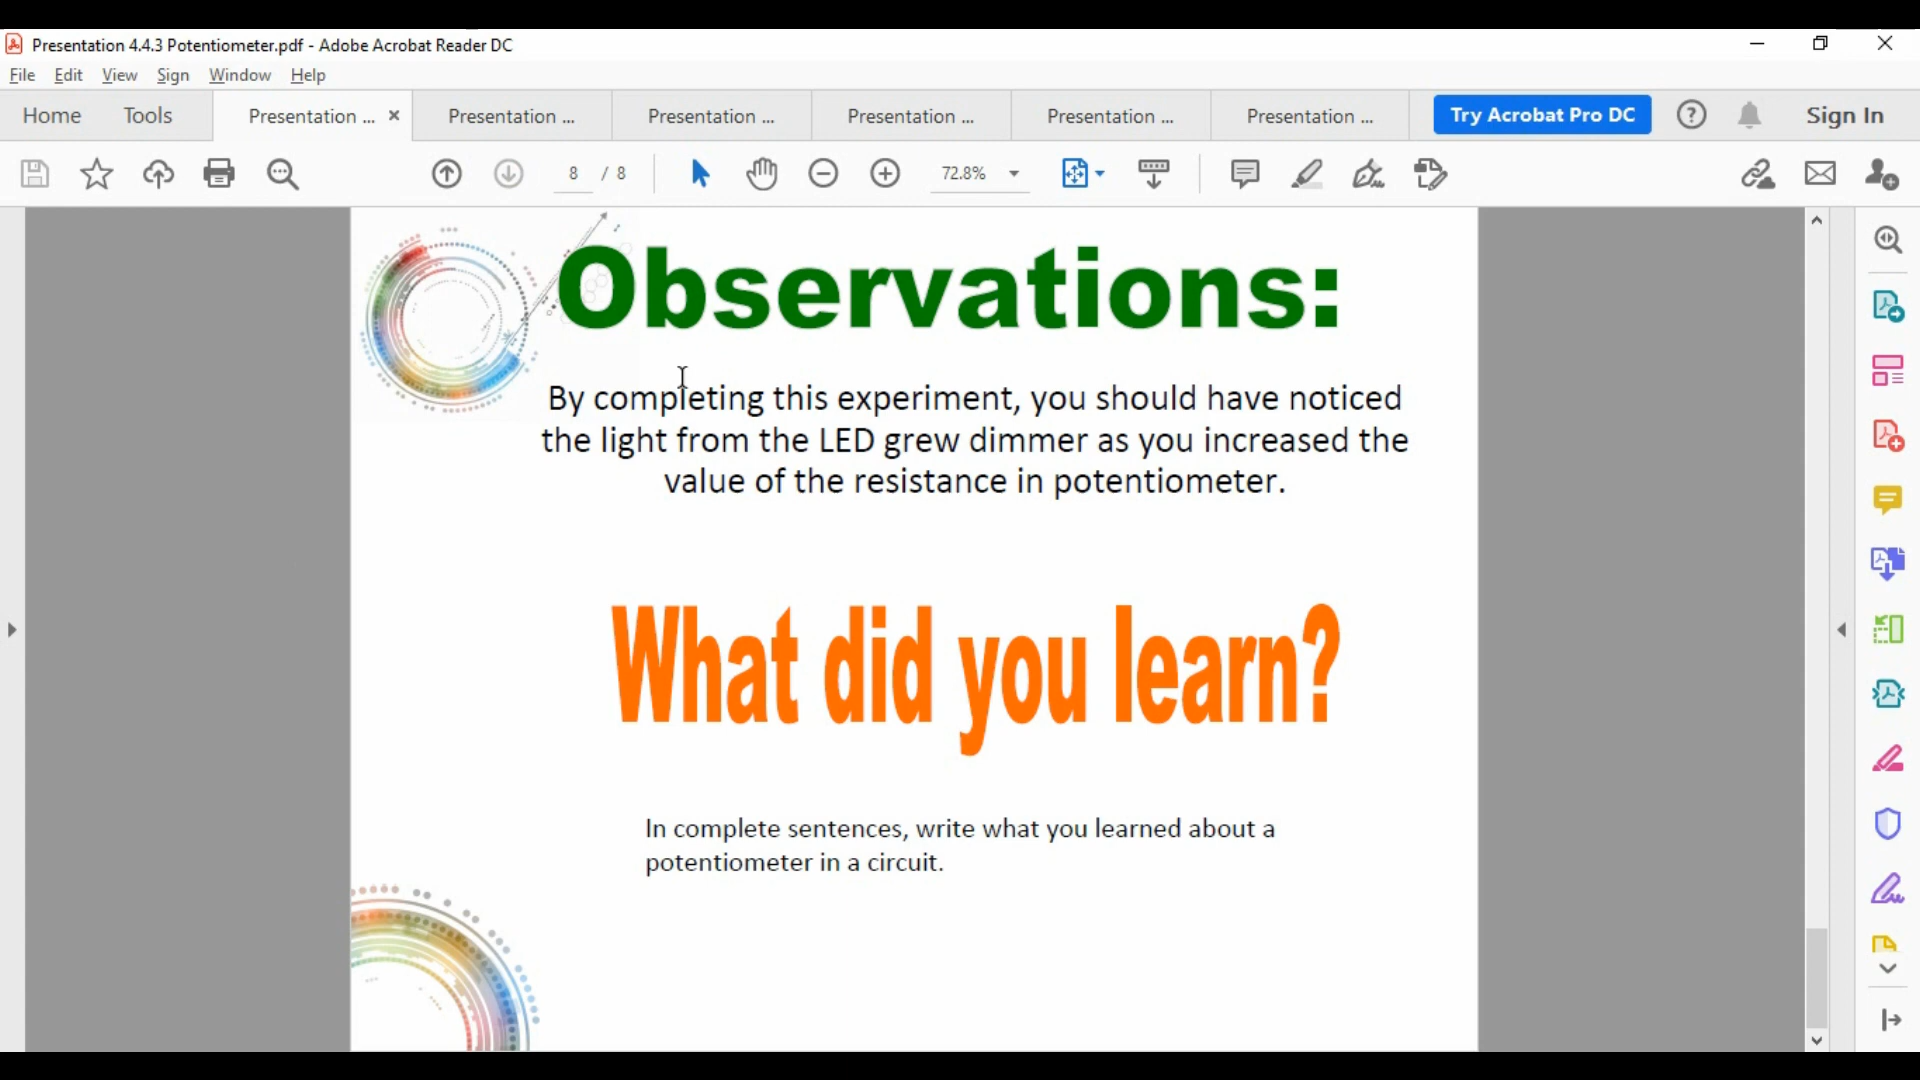 Presentation 4.4.3 Potentiometer.pdf - Adobe Acrobat Reader DC
File Edit View Sign Window Help
Home Tools Presentation ... Presentation ... Presentation ... Presentation ... Presentation ... Presentation ... Try Acrobat Pro DC Sign In
8 / 8 72.8%
Observations:
By completing this experiment, you should have noticed
the light from the LED grew dimmer as you increased the
value of the resistance in potentiometer.
What did you learn?
In complete sentences, write what you learned about a
potentiometer in a circuit.